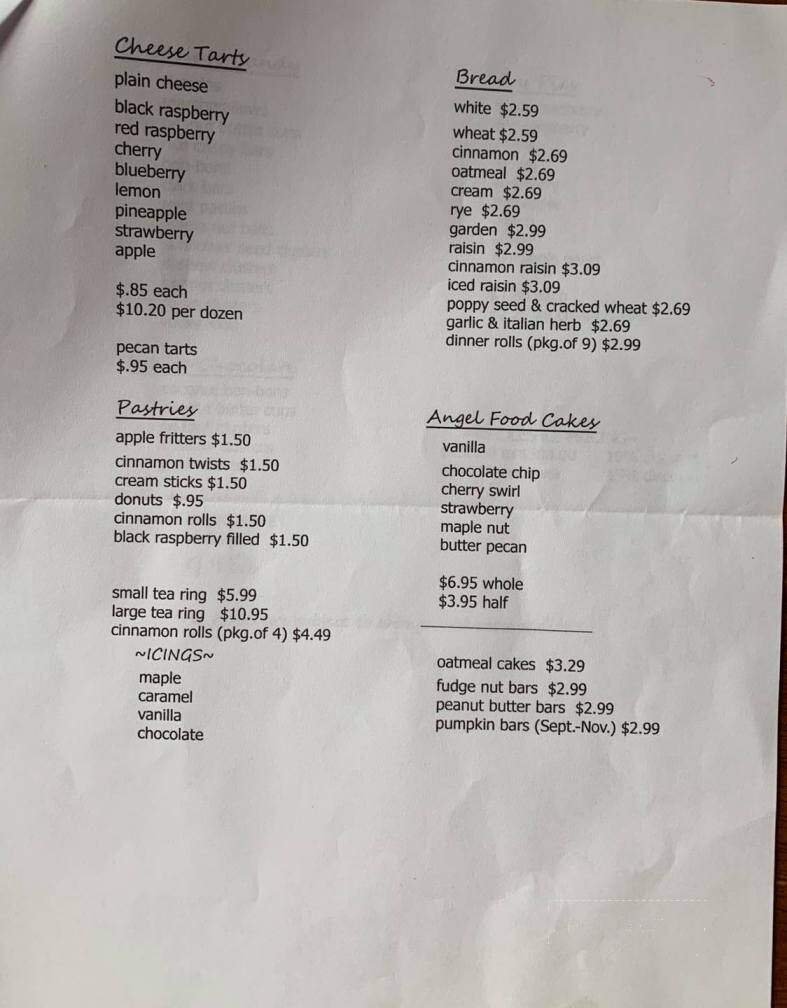 Cheese Tarts
plain cheese
black raspberry
red raspberry
cherry
blueberry
lemon
pineapple
strawberry
apple
$.85 each
$10.20 per dozen
pecan tarts
$.95 each
Pastries
apple fritters $1.50
cinnamon twists $1.50
cream sticks $1.50
donuts $.95
cinnamon rolls $1.50
black raspberry filled $1.50
small tea ring $5.99
large tea ring $10.95
cinnamon rolls (pkg.of 4) $4.49
~ICINGS~
maple
caramel
vanilla
chocolate
Bread
white $2.59
wheat $2.59
cinnamon $2.69
oatmeal $2.69
cream $2.69
rye $2.69
garden $2.99
raisin $2.99
cinnamon raisin $3.09
iced raisin $3.09
poppy seed & cracked wheat $2.69
garlic & italian herb $2.69
dinner rolls (pkg.of 9) $2.99
Angel Food Cakes
vanilla
chocolate chip
cherry swirl
strawberry
maple nut
butter pecan
$6.95 whole
$3.95 half
oatmeal cakes $3.29
fudge nut bars $2.99
peanut butter bars $2.99
pumpkin bars (Sept.-Nov.) $2.99